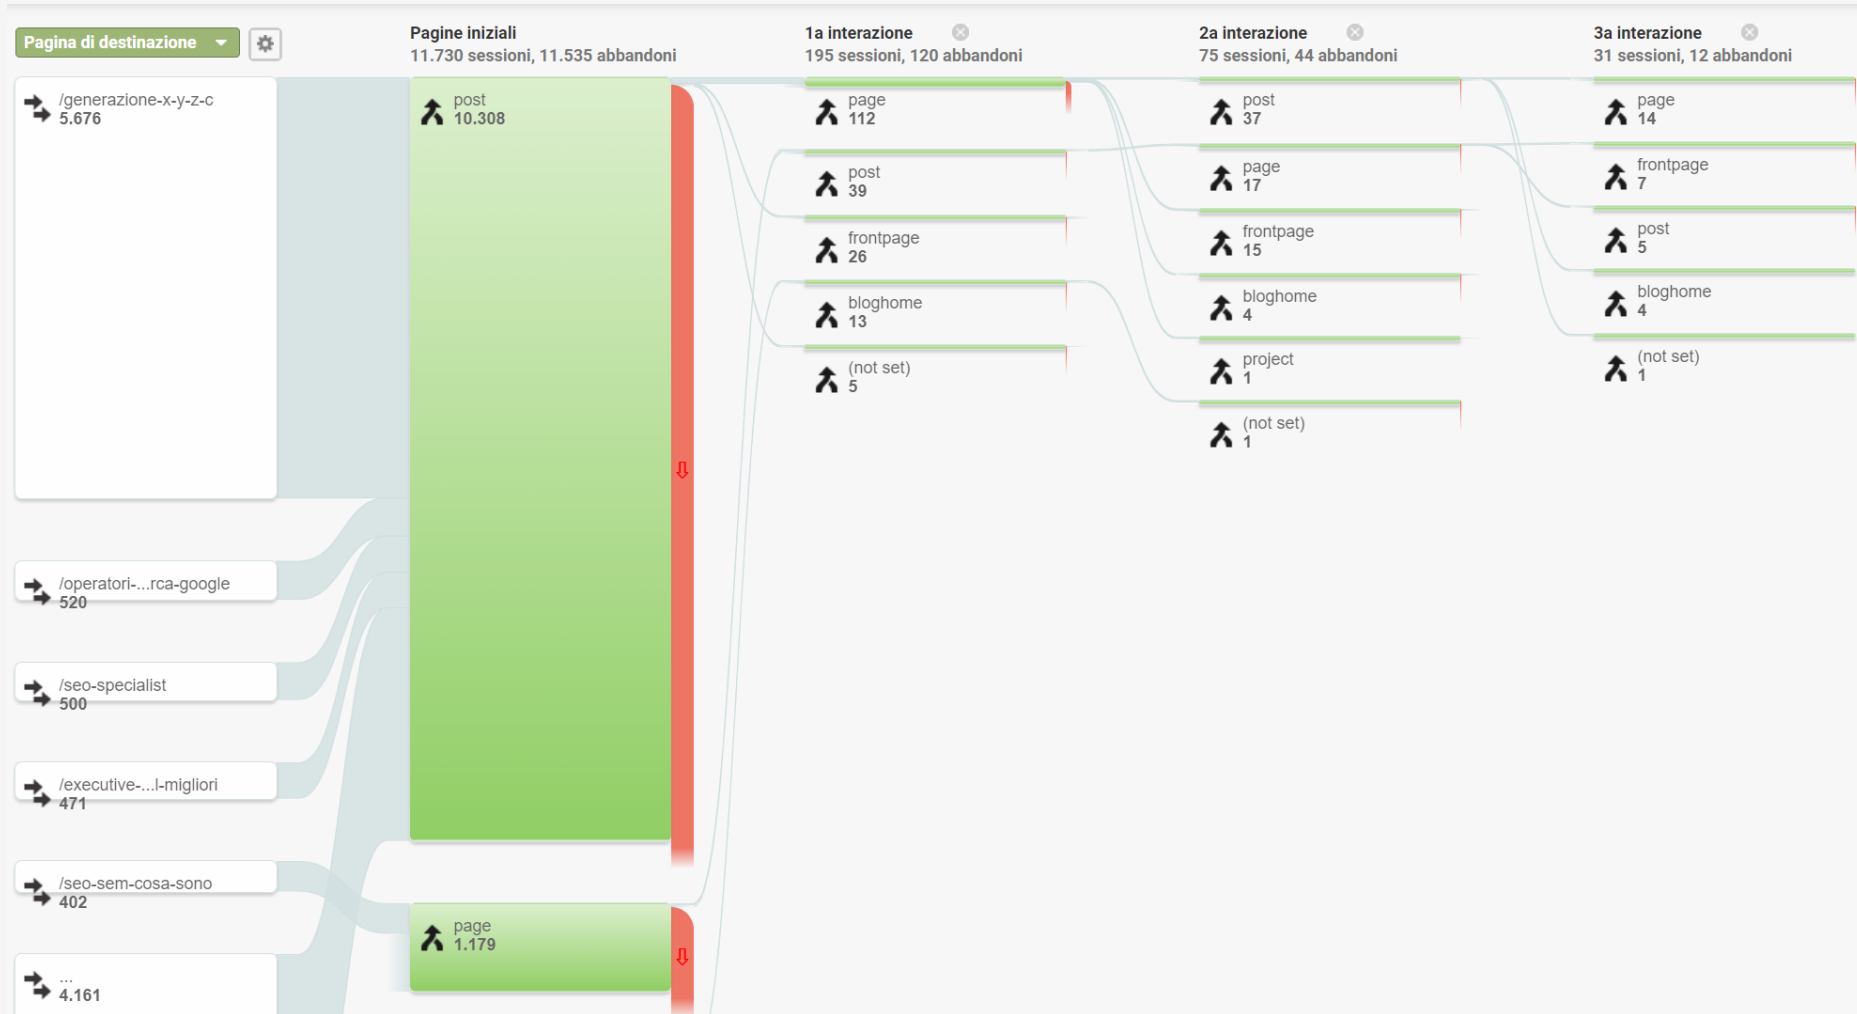 Pagina di destinazione
/generazione-x-y-z-c
5.676
/operatori-...rca-google
520
/seo-specialist
500
/executive-...l-migliori
471
/seo-sem-cosa-sono
402
...
4.161
Pagine iniziali
11.730 sessioni, 11.535 abbandoni
post
10.308
page
1.179
1a interazione
195 sessioni, 120 abbandoni
page
112
post
39
frontpage
26
bloghome
13
(not set)
5
2a interazione
75 sessioni, 44 abbandoni
post
37
page
17
frontpage
15
bloghome
4
project
1
(not set)
1
3a interazione
31 sessioni, 12 abbandoni
page
14
frontpage
7
post
5
bloghome
4
(not set)
1